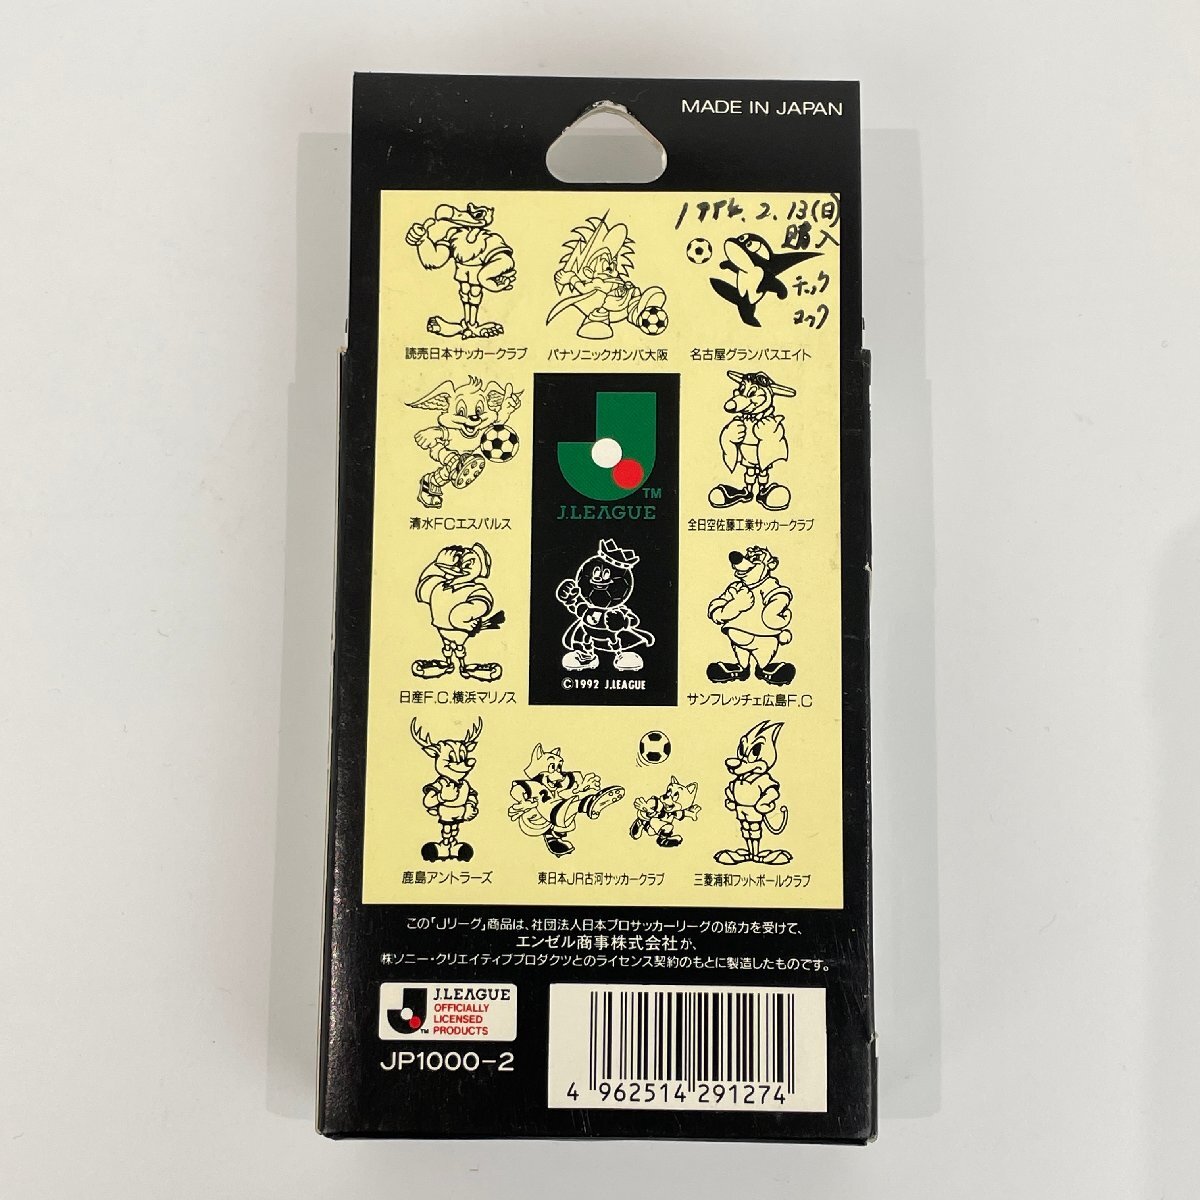 MADE IN JAPAN
1994.2.13(日)
購入
チック
タック
読売日本サッカークラブ
パナソニックガンバ大阪
名古屋グランパスエイト
清水FCエスパルス
TM
J.LEAGUE
全日空佐藤工業サッカークラブ
日産F.C.横浜マリノス
©1992 J.LEAGUE
サンフレッチェ広島F.C
鹿島アントラーズ
東日本JR古河サッカークラブ
三菱浦和フットボールクラブ
この「Jリーグ」商品は、社団法人日本プロサッカーリーグの協力を受けて、
エンゼル商事株式会社が、
㈱ソニー・クリエイティブプロダクツとのライセンス契約のもとに製造したものです。
J.LEAGUE
OFFICIALLY
LICENSED
TM PRODUCTS
JP1000-2
4 962514 291274